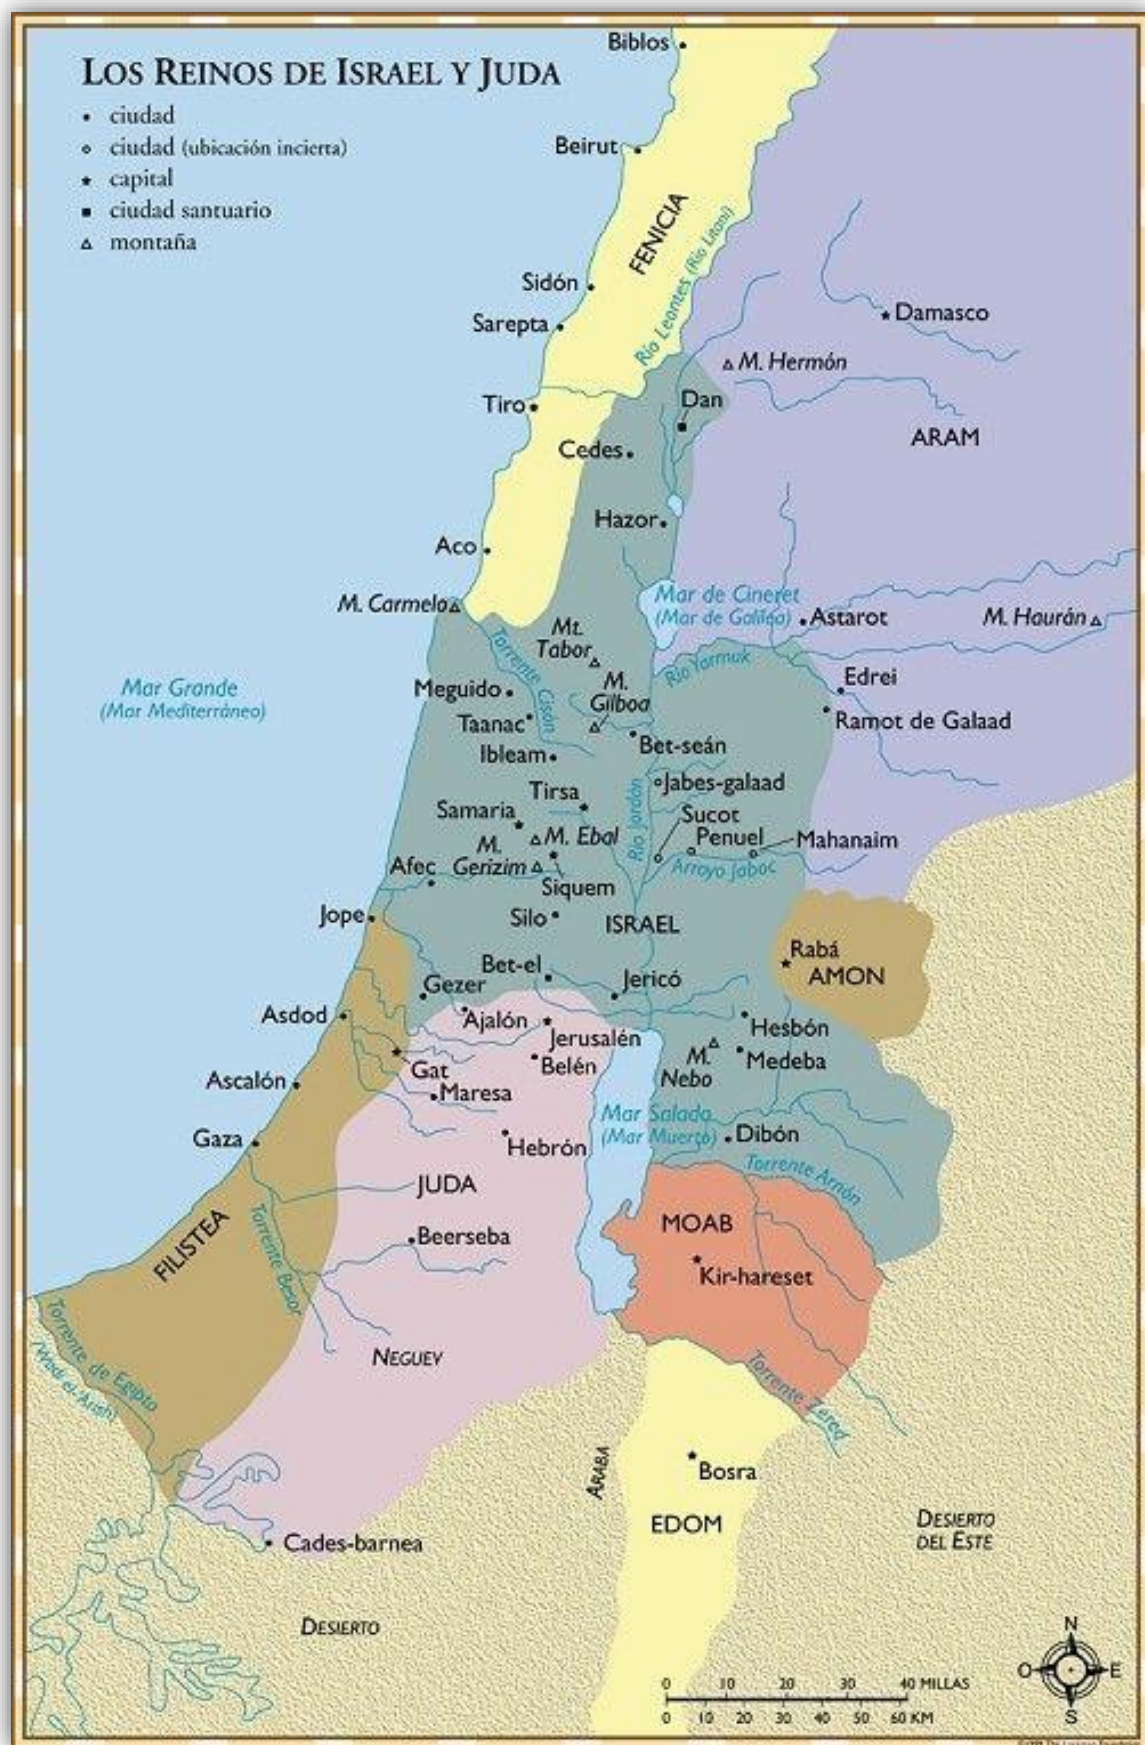 LOS REINOS DE ISRAEL Y JUDA
ciudad
ciudad (ubicación incierta)
capital
ciudad santuario
montaña
Biblos
Beirut
FENICIA
Río Leontes (Río Litani)
Sidón
Damasco
Sarepta
M. Hermón
Tiro
Dan
ARAM
Cedes
Hazor
Aco
M. Carmelo
Mar de Cineret
(Mar de Galilea)
Astarot
M. Haurán
Mt.
Tabor
Torrente Cisón
Río Yarmuk
Mar Grande
(Mar Mediterráneo)
Meguido
M.
Gilboa
Edrei
Taanac
Ramot de Galaad
Ibleam
Bet-seán
Tirsa
Jabes-galaad
Río Jordán
Samaria
Sucot
M. Ebal
Penuel
Mahanaim
M.
Gerizim
Afec
Arroyo Jaboc
Siquem
Jope
Silo
ISRAEL
Rabá
AMON
Bet-el
Jericó
Gezer
Asdod
Ajalón
Jerusalén
Hesbón
Belén
Gat
M.
Nebo
Medeba
Ascalón
Maresa
Mar Salado
(Mar Muerto)
Gaza
Hebrón
Dibón
Torrente Arnón
JUDA
MOAB
FILISTEA
Torrente Besor
Beerseba
Kir-hareset
Torrente de Egipto
(Wadi el-Arish)
NEGUEV
Torrente Zered
ARABA
Bosra
EDOM
Cades-barnea
DESIERTO
DEL ESTE
DESIERTO
N
O
E
S
0 10 20 30 40 MILLAS
0 10 20 30 40 50 60 KM